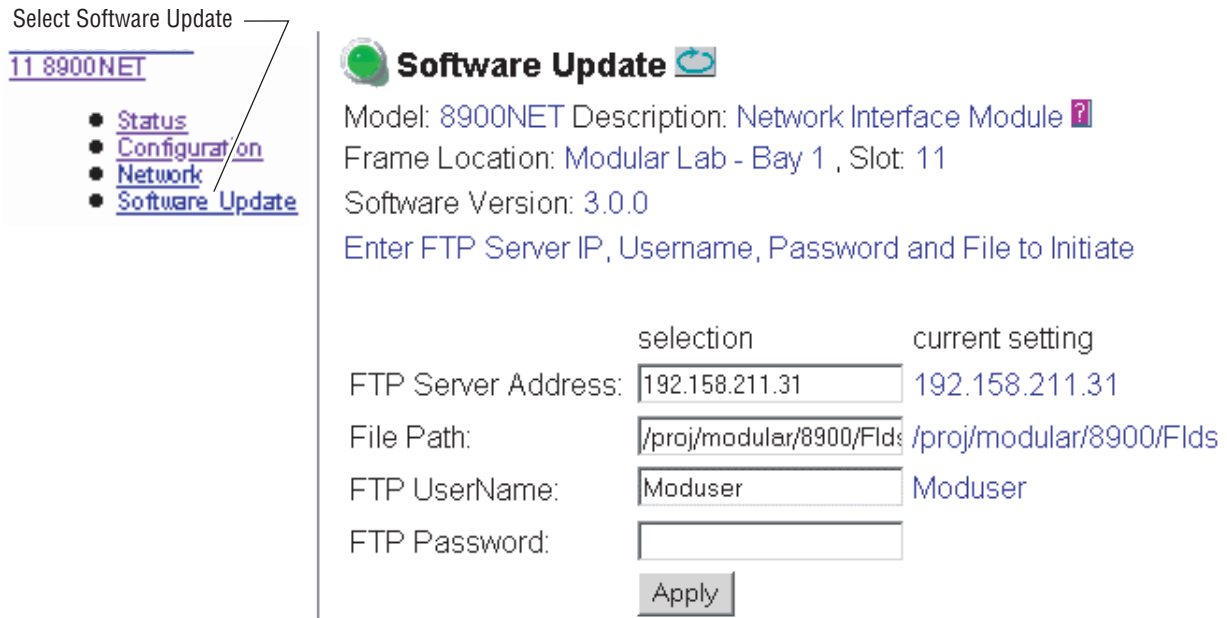 Select Software Update
11 8900NET
Status
Configuration
Network
Software Update
Software Update
Model: 8900NET Description: Network Interface Module ?
Frame Location: Modular Lab - Bay 1 , Slot: 11
Software Version: 3.0.0
Enter FTP Server IP, Username, Password and File to Initiate
selection current setting
FTP Server Address: 192.158.211.31 192.158.211.31
File Path: /proj/modular/8900/Flds /proj/modular/8900/Flds
FTP UserName: Moduser Moduser
FTP Password:
Apply